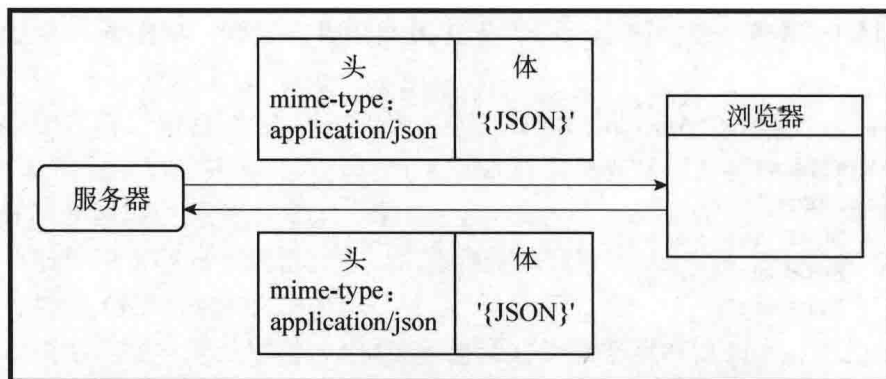 头
体
mime-type：
application/json
'{JSON}'
浏览器
服务器
头
体
mime-type：
application/json
'{JSON}'